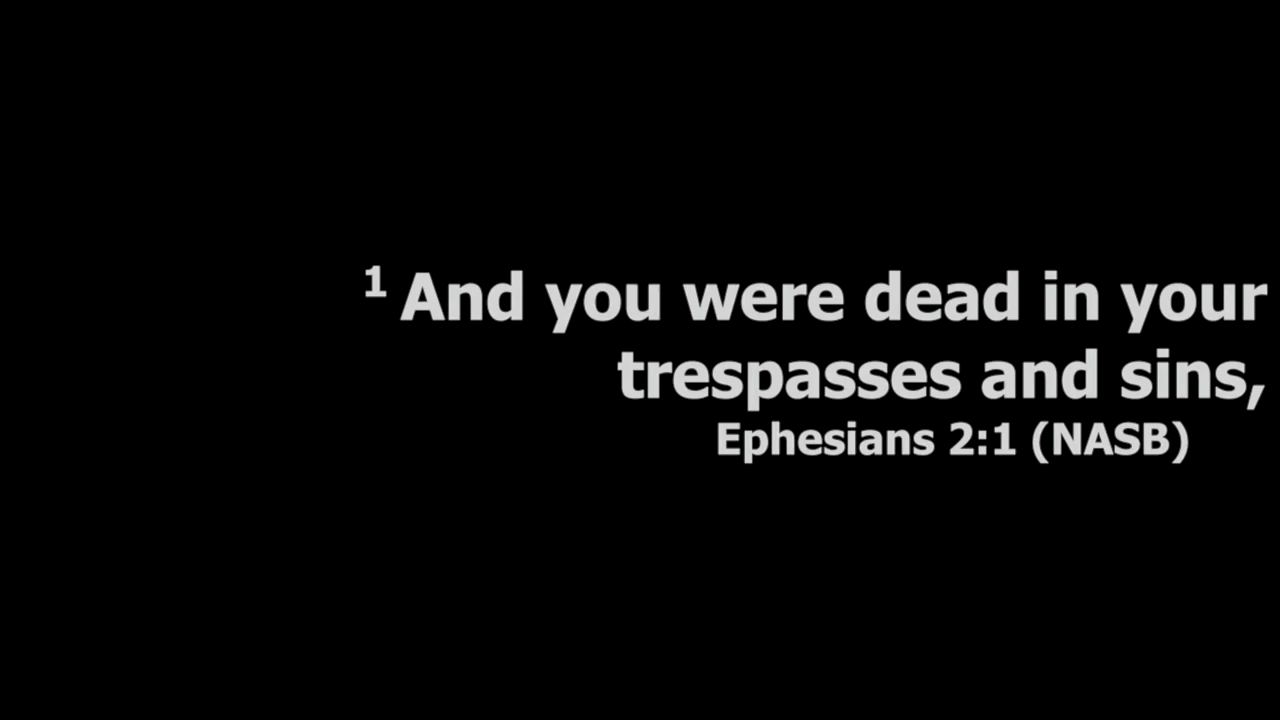 1 And you were dead in your
trespasses and sins,
Ephesians 2:1 (NASB)